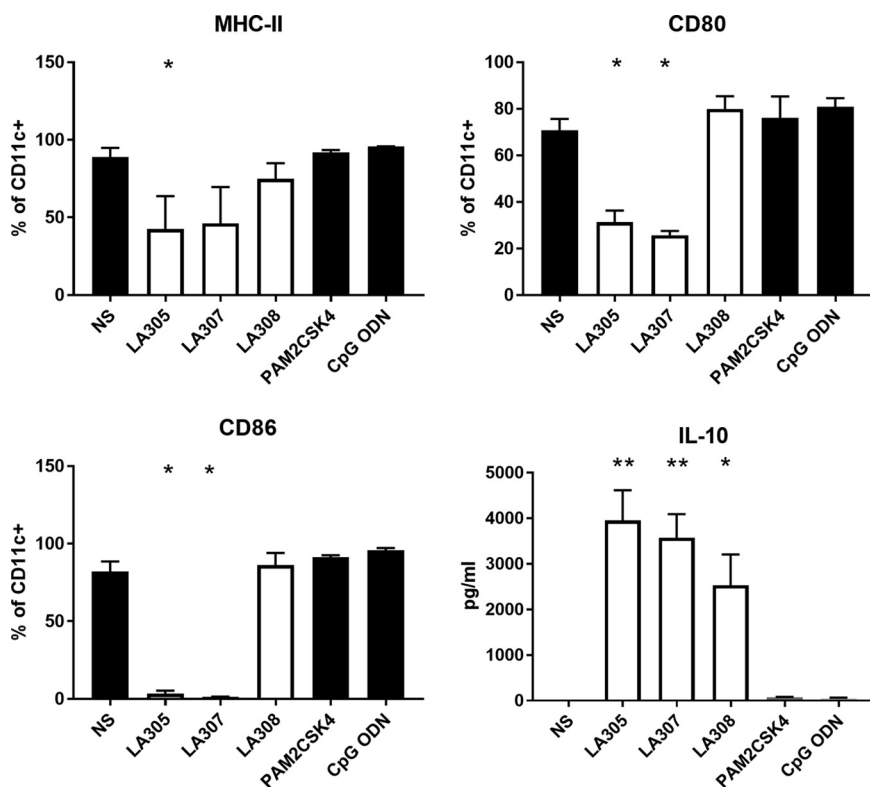 MHC-II
% of CD11c+
150
*
100
50
0
NS
LA305
LA307
LA308
PAM2CSK4
CpG ODN
CD80
% of CD11c+
100
* *
80
60
40
20
0
NS
LA305
LA307
LA308
PAM2CSK4
CpG ODN
CD86
% of CD11c+
150
* *
100
50
0
NS
LA305
LA307
LA308
PAM2CSK4
CpG ODN
IL-10
pg/ml
5000
** ** *
4000
3000
2000
1000
0
NS
LA305
LA307
LA308
PAM2CSK4
CpG ODN